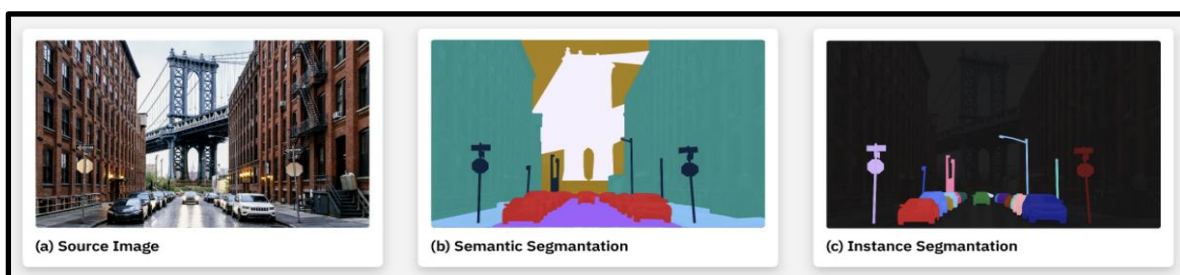 (a) Source Image
(b) Semantic Segmantation
(c) Instance Segmantation